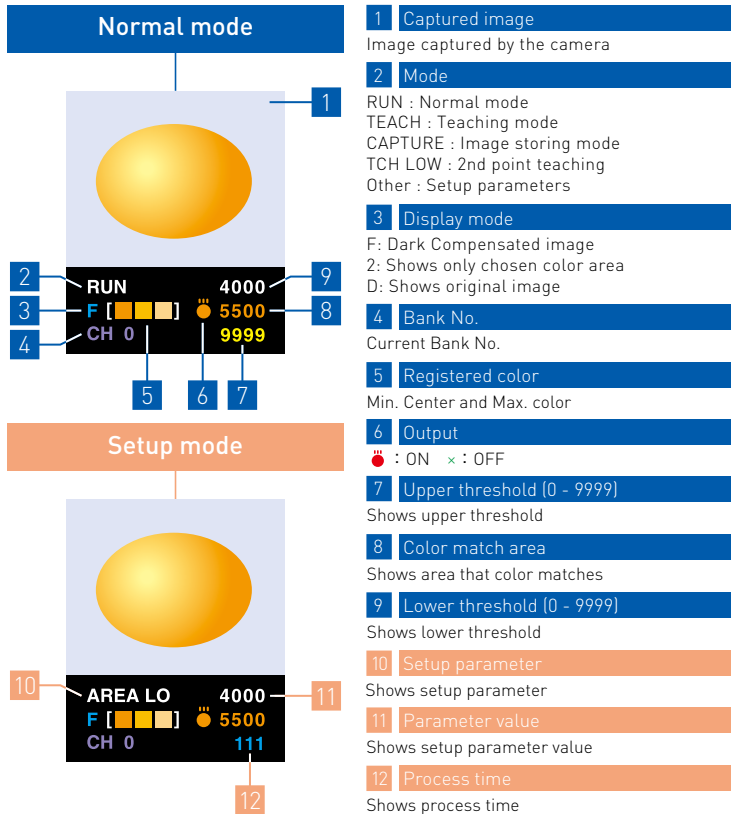 Normal mode
1
2
3
4
RUN 4000
F [ ] 5500
CH 0 9999
9
8
5
6
7
Setup mode
10
AREA LO 4000
F [ ] 5500
CH 0 111
11
12
1 Captured image
Image captured by the camera
2 Mode
RUN : Normal mode
TEACH : Teaching mode
CAPTURE : Image storing mode
TCH LOW : 2nd point teaching
Other : Setup parameters
3 Display mode
F: Dark Compensated image
2: Shows only chosen color area
D: Shows original image
4 Bank No.
Current Bank No.
5 Registered color
Min. Center and Max. color
6 Output
: ON × : OFF
7 Upper threshold (0 - 9999)
Shows upper threshold
8 Color match area
Shows area that color matches
9 Lower threshold (0 - 9999)
Shows lower threshold
10 Setup parameter
Shows setup parameter
11 Parameter value
Shows setup parameter value
12 Process time
Shows process time